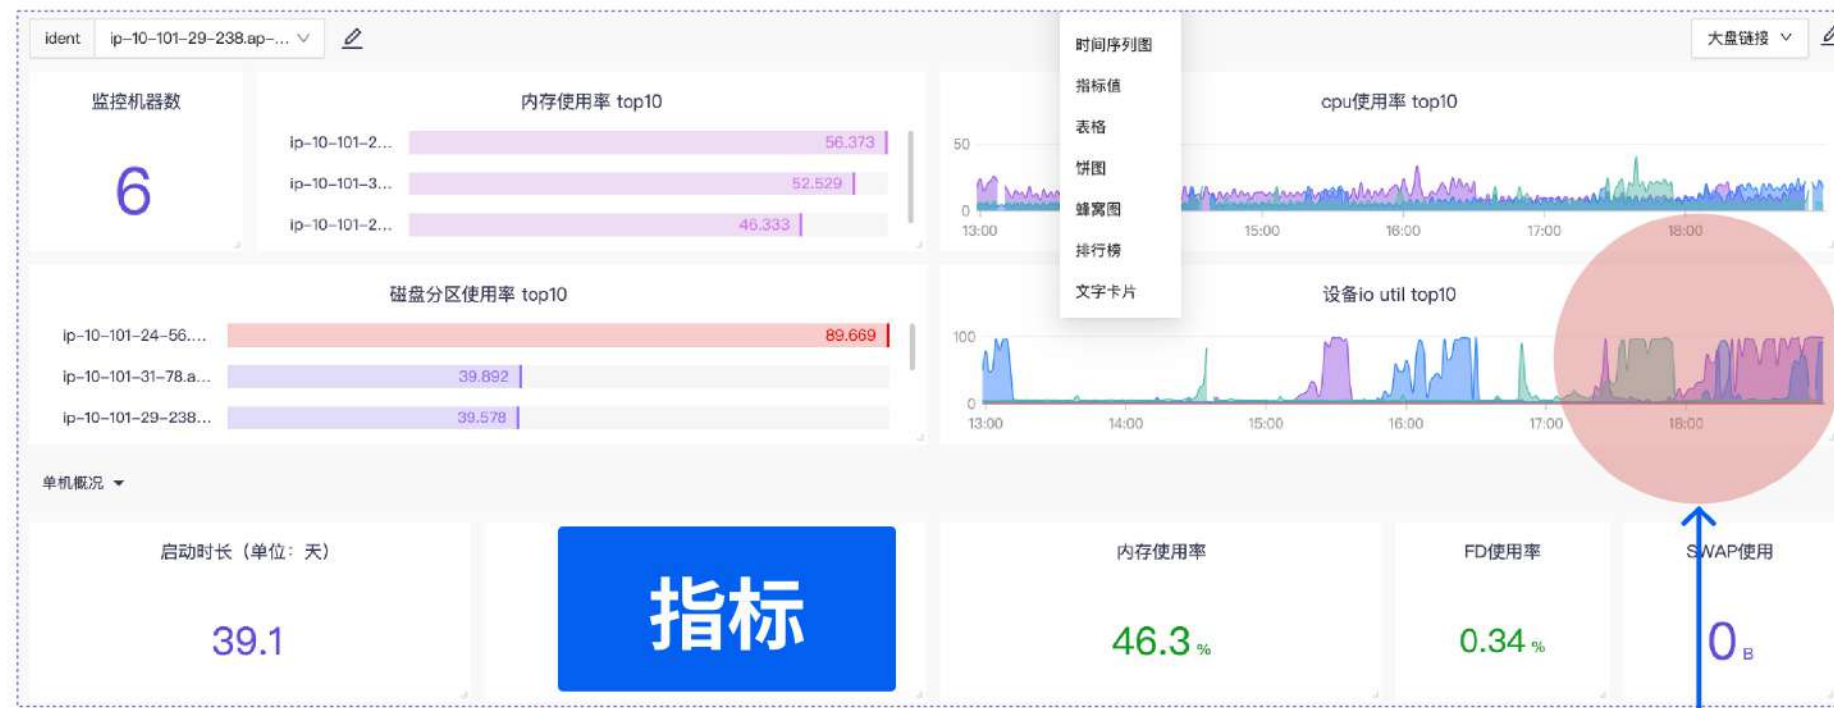 ident ip-10-101-29-238.ap-...
大盘链接
时间序列图
指标值
表格
饼图
蜂窝图
排行榜
文字卡片
监控机器数
6
内存使用率 top10
ip-10-101-2... 56.373
ip-10-101-3... 52.529
ip-10-101-2... 46.333
cpu使用率 top10
50
0
13:00 15:00 16:00 17:00 18:00
磁盘分区使用率 top10
ip-10-101-24-56.... 89.669
ip-10-101-31-78.a... 39.892
ip-10-101-29-238... 39.578
设备io util top10
100
0
13:00 14:00 15:00 16:00 17:00 18:00
单机概况
启动时长（单位：天）
39.1
指标
内存使用率
46.3 %
FD使用率
0.34 %
SWAP使用
0 B